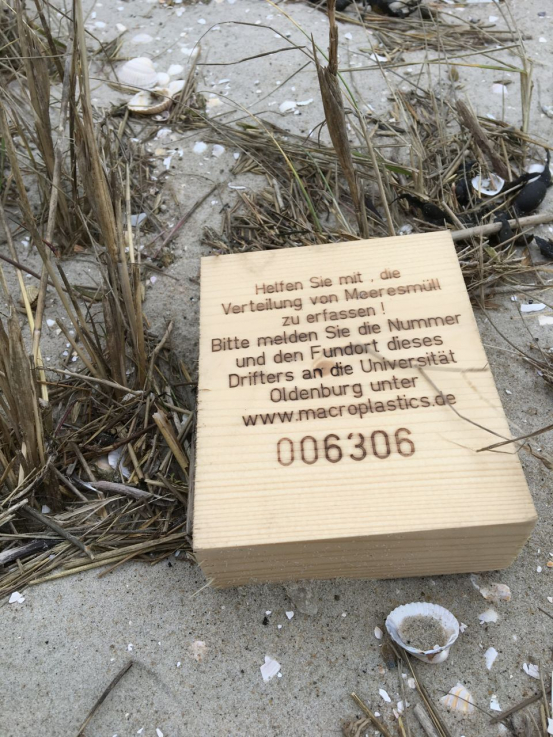 Helfen Sie mit , die
Verteilung von Meeresmüll
zu erfassen !
Bitte melden Sie die Nummer
und den Fundort dieses
Drifters an die Universität
Oldenburg unter
www.macroplastics.de
006306